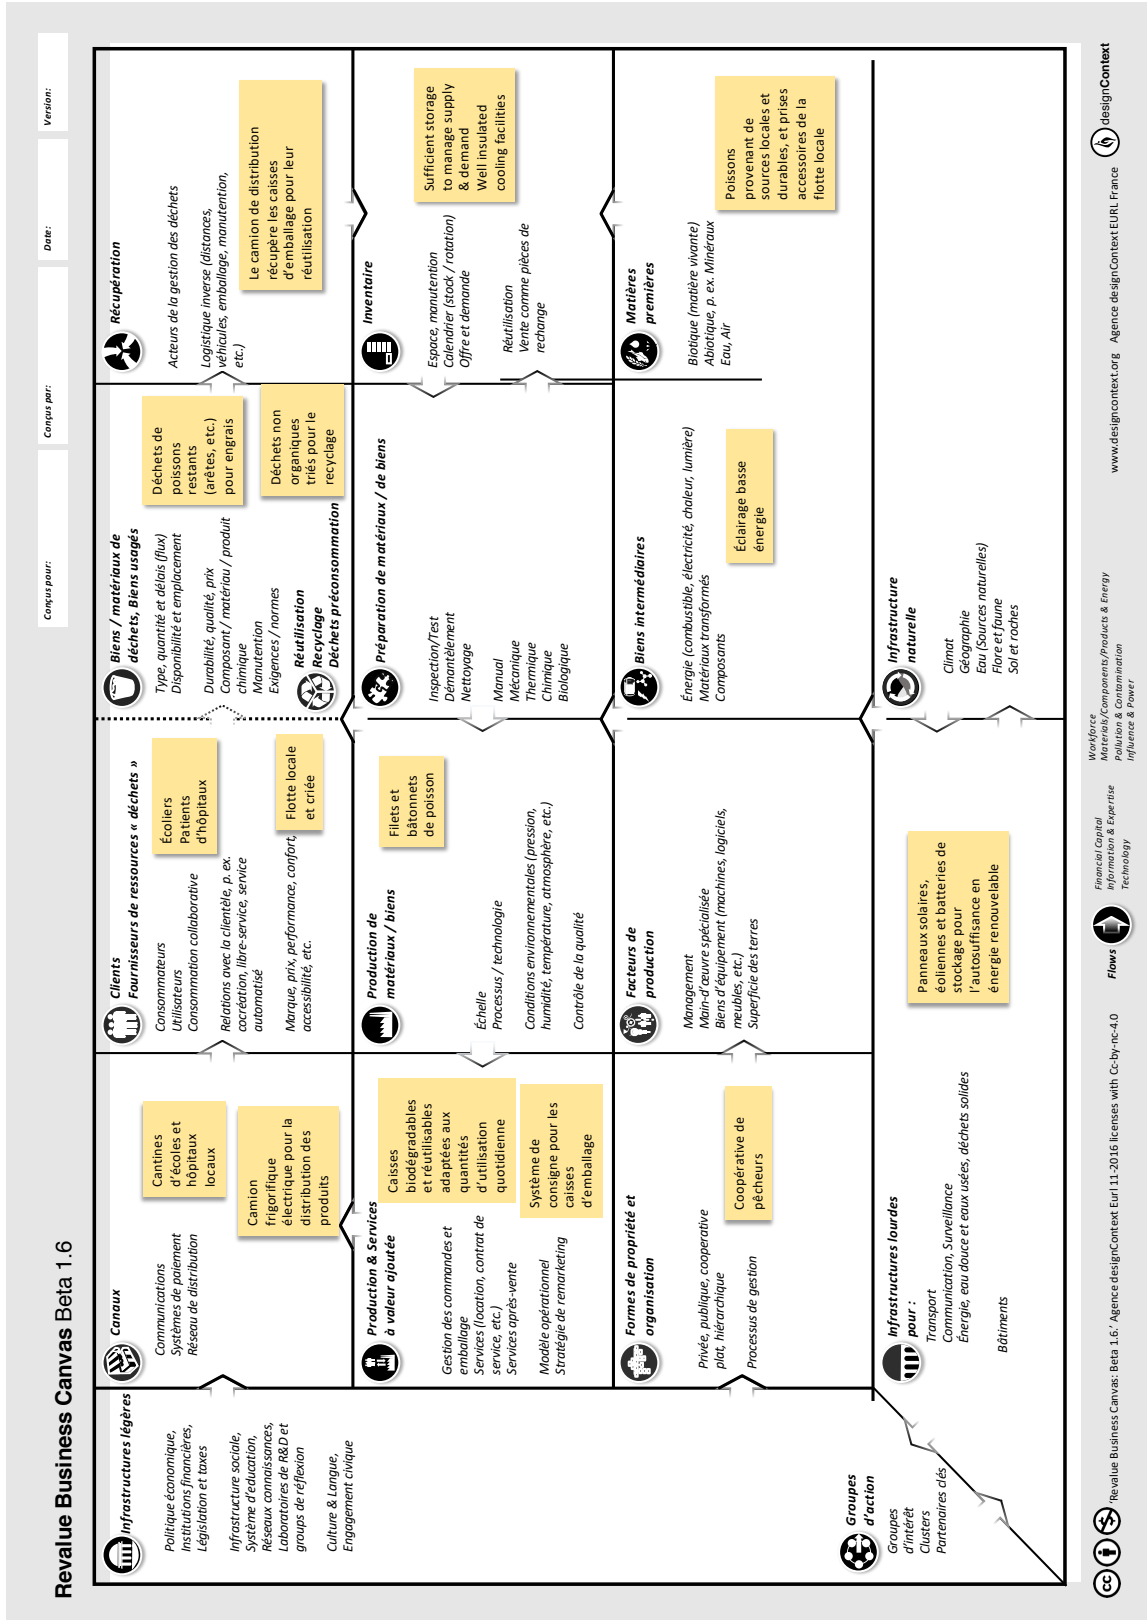 Revalue Business Canvas Beta 1.6
Conçus pour:
Conçus par:
Date:
Version:
Infrastructures légères
Politique économique,
Institutions financières,
Législation et taxes
Infrastructure sociale,
Système d'education,
Réseaux connaissances,
Laboratoires de R&D et
groups de réflexion
Culture & Langue,
Engagement civique
Canaux
Communications
Systèmes de paiement
Réseau de distribution
Cantines
d'écoles et
hôpitaux
locaux
Camion
frigorifique
électrique pour la
distribution des
produits
Clients
Fournisseurs de ressources « déchets »
Consommateurs
Utilisateurs
Consommation collaborative
Relations avec la clientèle, p. ex.
cocréation, libre-service, service
automatisé
Marque, prix, performance, confort,
accessibilité, etc.
Écoliers
Patients
d'hôpitaux
Flotte locale
et criée
Biens / matériaux de
déchets, Biens usagés
Type, quantité et délais (flux)
Disponibilité et emplacement
Durabilité, qualité, prix
Composant / matériau / produit
chimique
Manutention
Exigences / normes
Réutilisation
Recyclage
Déchets préconsommation
Déchets de
poissons
restants
(arêtes, etc.)
pour engrais
Déchets non
organiques
triés pour le
recyclage
Récupération
Acteurs de la gestion des déchets
Logistique inverse (distances,
véhicules, emballage, manutention,
etc.)
Le camion de distribution
récupère les caisses
d'emballage pour leur
réutilisation
Production & Services
à valeur ajoutée
Gestion des commandes et
emballage
Services (location, contrat de
service, etc.)
Services après-vente
Modèle opérationnel
Stratégie de remarketing
Caisses
biodégradables
et réutilisables
adaptées aux
quantités
d'utilisation
quotidienne
Système de
consigne pour les
caisses
d'emballage
Production de
matériaux / biens
Échelle
Processus / technologie
Conditions environnementales (pression,
humidité, température, atmosphère, etc.)
Contrôle de la qualité
Filets et
bâtonnets
de poisson
Préparation de matériaux / de biens
Inspection/Test
Démantèlement
Nettoyage
Manual
Mécanique
Thermique
Chimique
Biologique
Inventaire
Espace, manutention
Calendrier (stock / rotation)
Offre et demande
Réutilisation
Vente comme pièces de
rechange
Sufficient storage
to manage supply
& demand
Well insulated
cooling facilities
Formes de propriété et
organisation
Privée, publique, cooperative
plat, hiérarchique
Processus de gestion
Coopérative de
pêcheurs
Facteurs de
production
Management
Main-d'œuvre spécialisée
Biens d'équipement (machines, logiciels,
meubles, etc.)
Superficie des terres
Biens intermédiaires
Énergie (combustible, électricité, chaleur, lumière)
Matériaux transformés
Composants
Éclairage basse
énergie
Matières
premières
Biotique (matière vivante)
Abiotique, p. ex. Minéraux
Eau, Air
Poissons
provenant de
sources locales et
durables, et prises
accessoires de la
flotte locale
Groupes
d'action
Groupes
d'intérêt
Clusters
Partenaires clés
Infrastructures lourdes
pour :
Transport
Communication, Surveillance
Énergie, eau douce et eaux usées, déchets solides
Bâtiments
Panneaux solaires,
éoliennes et batteries de
stockage pour
l'autosuffisance en
énergie renouvelable
Infrastructure
naturelle
Climat
Géographie
Eau (Sources naturelles)
Flore et faune
Sol et roches
cc
'Revalue Business Canvas: Beta 1.6.' Agence designContext Eurl 11-2016 licenses with Cc-by-nc-4.0
Flows
Financial Capital
Information & Expertise
Technology
Workforce
Materials/Components/Products & Energy
Pollution & Contamination
Influence & Power
www.designcontext.org Agence designContext EURL France
designContext